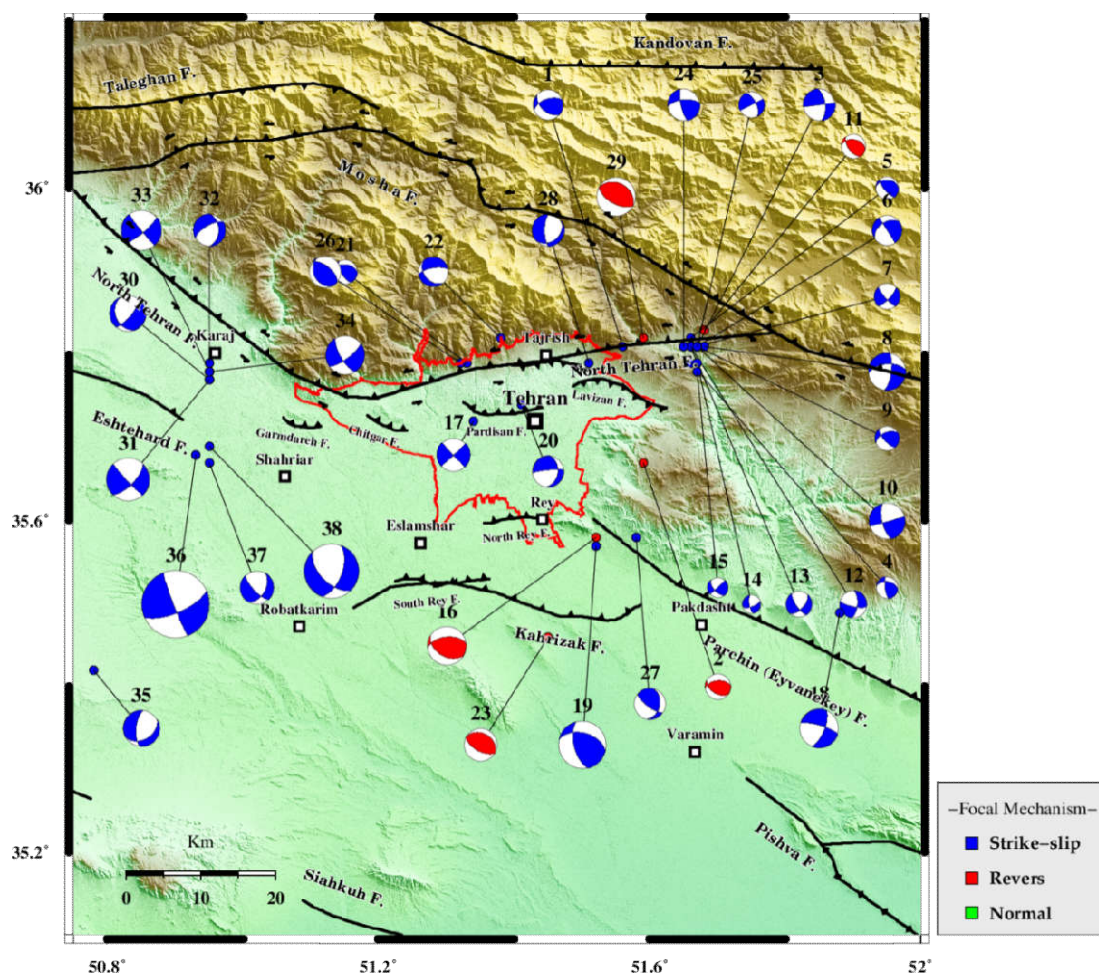 Kandovan F.
Taleghan F.
1
24
25
3
11
29
5
36
Mosha F.
6
33
32
28
26
21
22
7
30
North Tehran F.
34
8
Karaj
Tajrish
North Tehran F.
Lavizan F.
Tehran
9
Eshtehard F.
Garmdareh F.
Chitgar F.
17
Pardisan F.
20
31
Shahriar
10
35.6
Rey
Eslamshar
North Rey F.
38
36
37
15
14
13
12
4
South Rey F.
Robatkarim
16
Pakdasht
Kahrizak F.
Parchin (Eyvanekey) F.
2
35
23
19
27
Varamin
Km
0
10
20
35.2
Pishva F.
Siahkuh F.
50.8
51.2
51.6
52
-Focal Mechanism-
Strike-slip
Revers
Normal